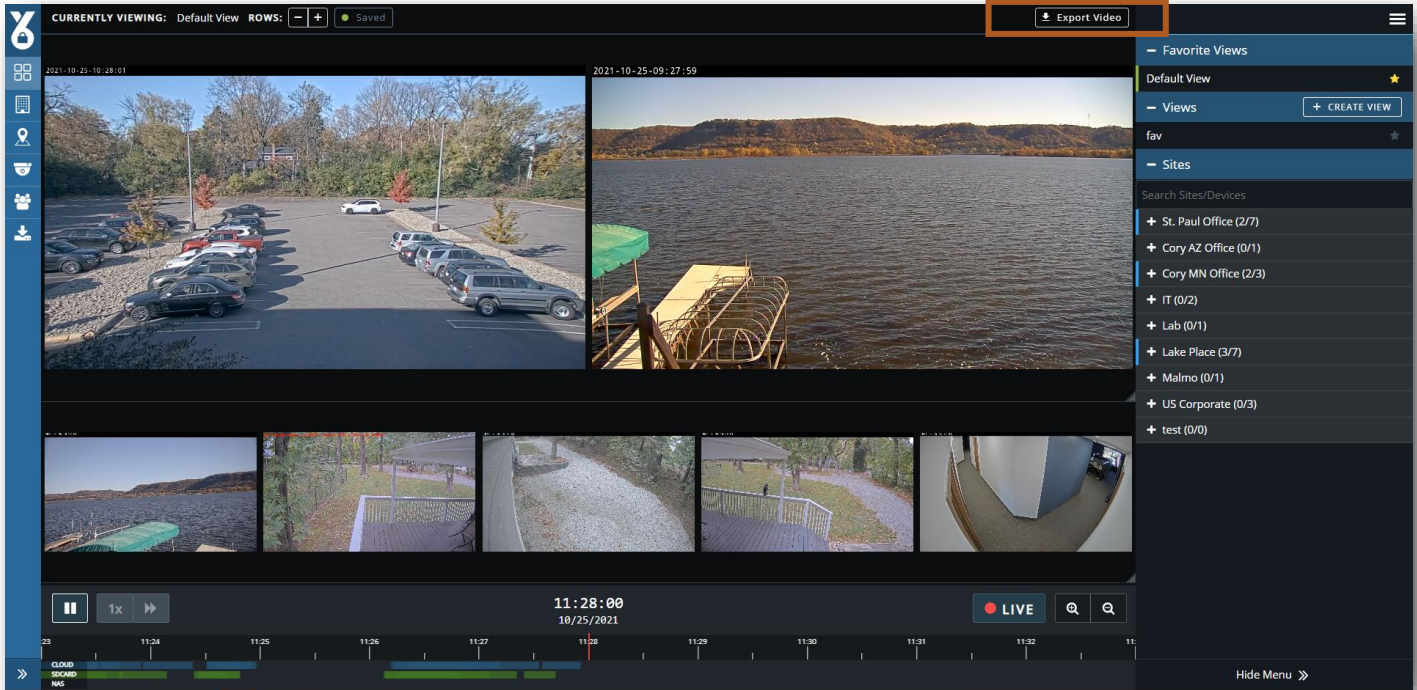 CURRENTLY VIEWING: Default View ROWS: − + Saved
Export Video
2021-10-25-10:28:01
2021-10-25-09:27:59
− Favorite Views
Default View
− Views
+ CREATE VIEW
fav
− Sites
Search Sites/Devices
+ St. Paul Office (2/7)
+ Cory AZ Office (0/1)
+ Cory MN Office (2/3)
+ IT (0/2)
+ Lab (0/1)
+ Lake Place (3/7)
+ Malmo (0/1)
+ US Corporate (0/3)
+ test (0/0)
1x
11:28:00
10/25/2021
LIVE
:23 11:24 11:25 11:26 11:27 11:28 11:29 11:30 11:31 11:32 11:
CLOUD
SDCARD
NAS
Hide Menu